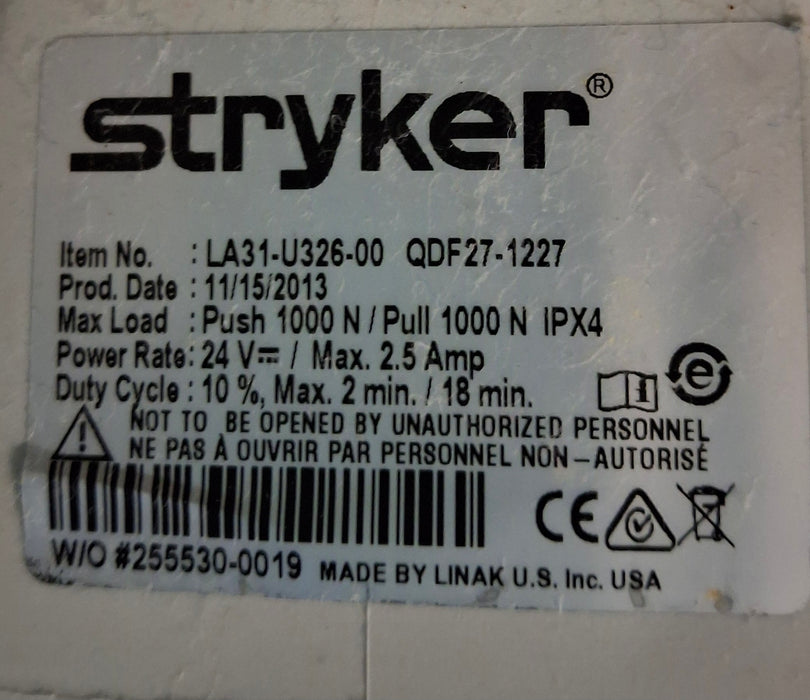 stryker®
Item No. : LA31-U326-00 QDF27-1227
Prod. Date : 11/15/2013
Max Load : Push 1000 N / Pull 1000 N IPX4
Power Rate: 24 V⎓ / Max. 2.5 Amp
Duty Cycle : 10 %, Max. 2 min. / 18 min.
NOT TO BE OPENED BY UNAUTHORIZED PERSONNEL
NE PAS À OUVRIR PAR PERSONNEL NON-AUTORISÉ
CE
W/O #255530-0019 MADE BY LINAK U.S. Inc. USA